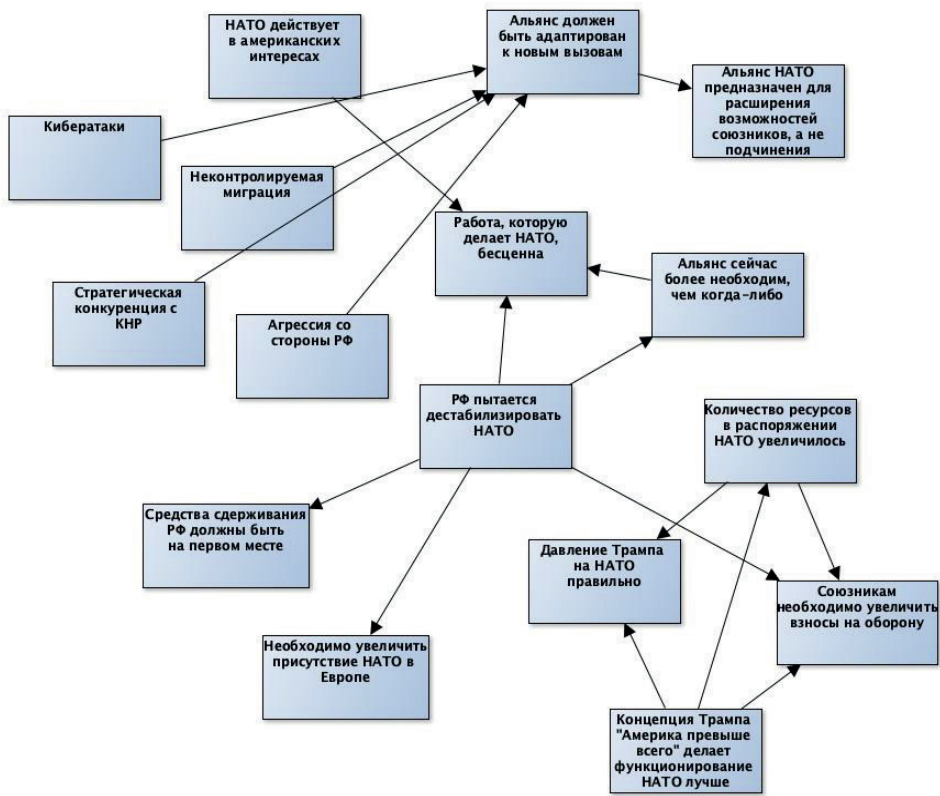 НАТО действует
в американских
интересах
Альянс должен
быть адаптирован
к новым вызовам
Альянс НАТО
предназначен для
расширения
возможностей
союзников, а не
подчинения
Кибератаки
Неконтролируемая
миграция
Работа, которую
делает НАТО,
бесценна
Альянс сейчас
более необходим,
чем когда-либо
Стратегическая
конкуренция с
КНР
Агрессия со
стороны РФ
РФ пытается
дестабилизировать
НАТО
Количество ресурсов
в распоряжении
НАТО увеличилось
Средства сдерживания
РФ должны быть
на первом месте
Давление Трампа
на НАТО
правильно
Союзникам
необходимо увеличить
взносы на оборону
Необходимо увеличить
присутствие НАТО в
Европе
Концепция Трампа
"Америка превыше
всего" делает
функционирование
НАТО лучше